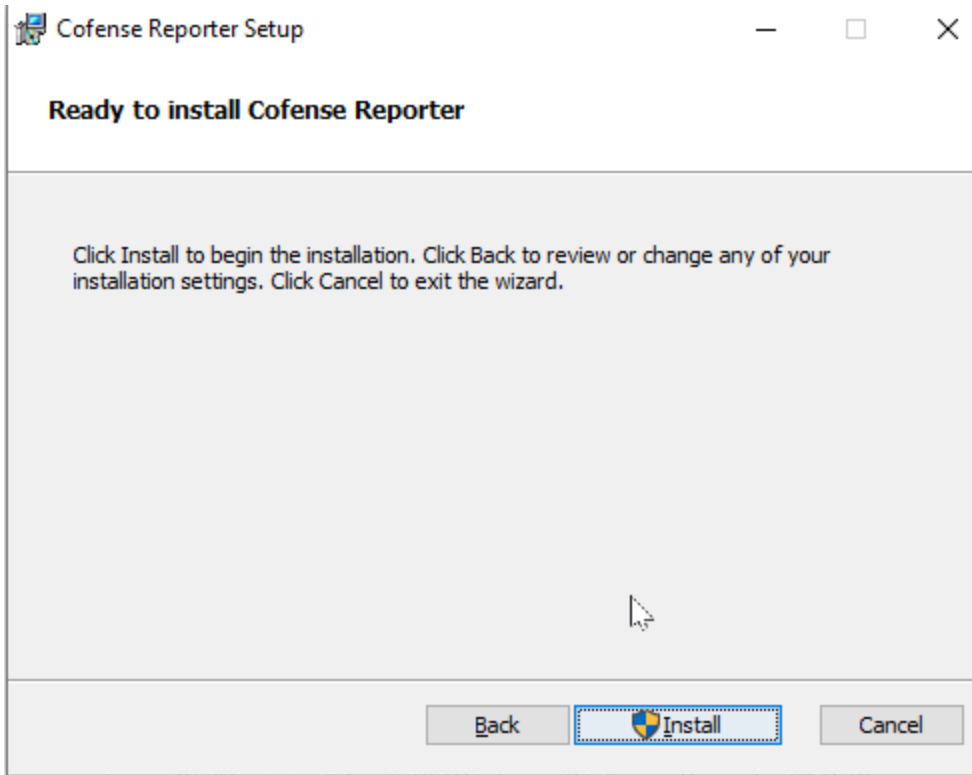 Cofense Reporter Setup
Ready to install Cofense Reporter
Click Install to begin the installation. Click Back to review or change any of your
installation settings. Click Cancel to exit the wizard.
Back
Install
Cancel